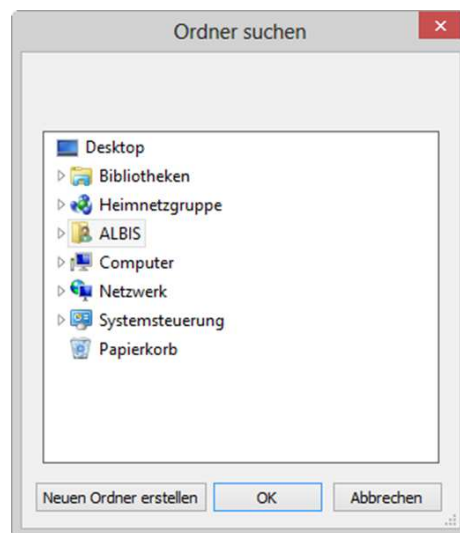 Ordner suchen
Desktop
Bibliotheken
Heimnetzgruppe
ALBIS
Computer
Netzwerk
Systemsteuerung
Papierkorb
Neuen Ordner erstellen OK Abbrechen